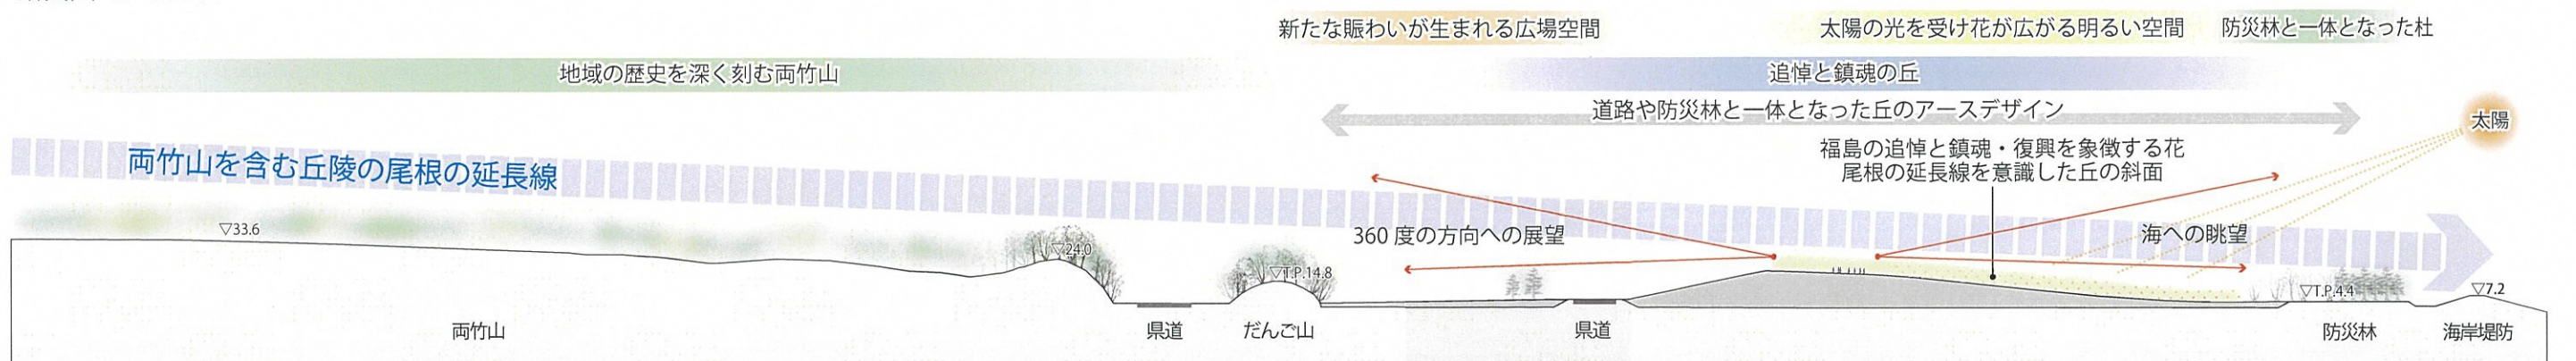 新たな賑わいが生まれる広場空間
太陽の光を受け花が広がる明るい空間
防災林と一体となった杜
地域の歴史を深く刻む両竹山
追悼と鎮魂の丘
道路や防災林と一体となった丘のアースデザイン
太陽
両竹山を含む丘陵の尾根の延長線
福島の追悼と鎮魂・復興を象徴する花
尾根の延長線を意識した丘の斜面
▽33.6
▽24.0
360 度の方向への展望
海への眺望
▽T.P.14.8
▽T.P.4.4
▽7.2
両竹山
県道
だんご山
県道
防災林
海岸堤防